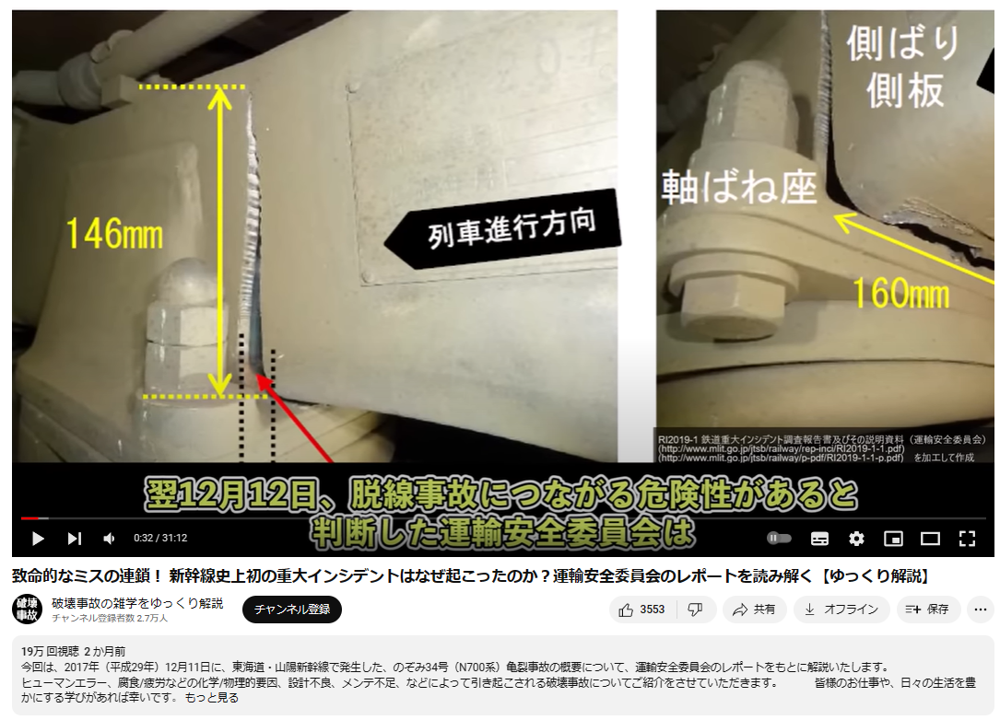 側ばり
側板
軸ばね座
146mm
列車進行方向
160mm
RI2019-1 鉄道重大インシデント調査報告書及びその説明資料（運輸安全委員会）
(http://www.mlit.go.jp/jtsb/railway/rep-inci/RI2019-1-1.pdf)
(http://www.mlit.go.jp/jtsb/railway/p-pdf/RI2019-1-1-p.pdf) を加工して作成
翌12月12日、脱線事故につながる危険性があると
判断した運輸安全委員会は
0:32 / 31:12
致命的なミスの連鎖！ 新幹線史上初の重大インシデントはなぜ起こったのか？運輸安全委員会のレポートを読み解く【ゆっくり解説】
破壊
事故
破壊事故の雑学をゆっくり解説
チャンネル登録者数 2.7万人
チャンネル登録
3553
共有
オフライン
保存
19万 回視聴 2 か月前
今回は、2017年（平成29年）12月11日に、東海道・山陽新幹線で発生した、のぞみ34号（N700系）亀裂事故の概要について、運輸安全委員会のレポートをもとに解説いたします。
ヒューマンエラー、腐食/疲労などの化学/物理的要因、設計不良、メンテ不足、などによって引き起こされる破壊事故についてご紹介をさせていただきます。 皆様のお仕事や、日々の生活を豊
かにする学びがあれば幸いです。 もっと見る